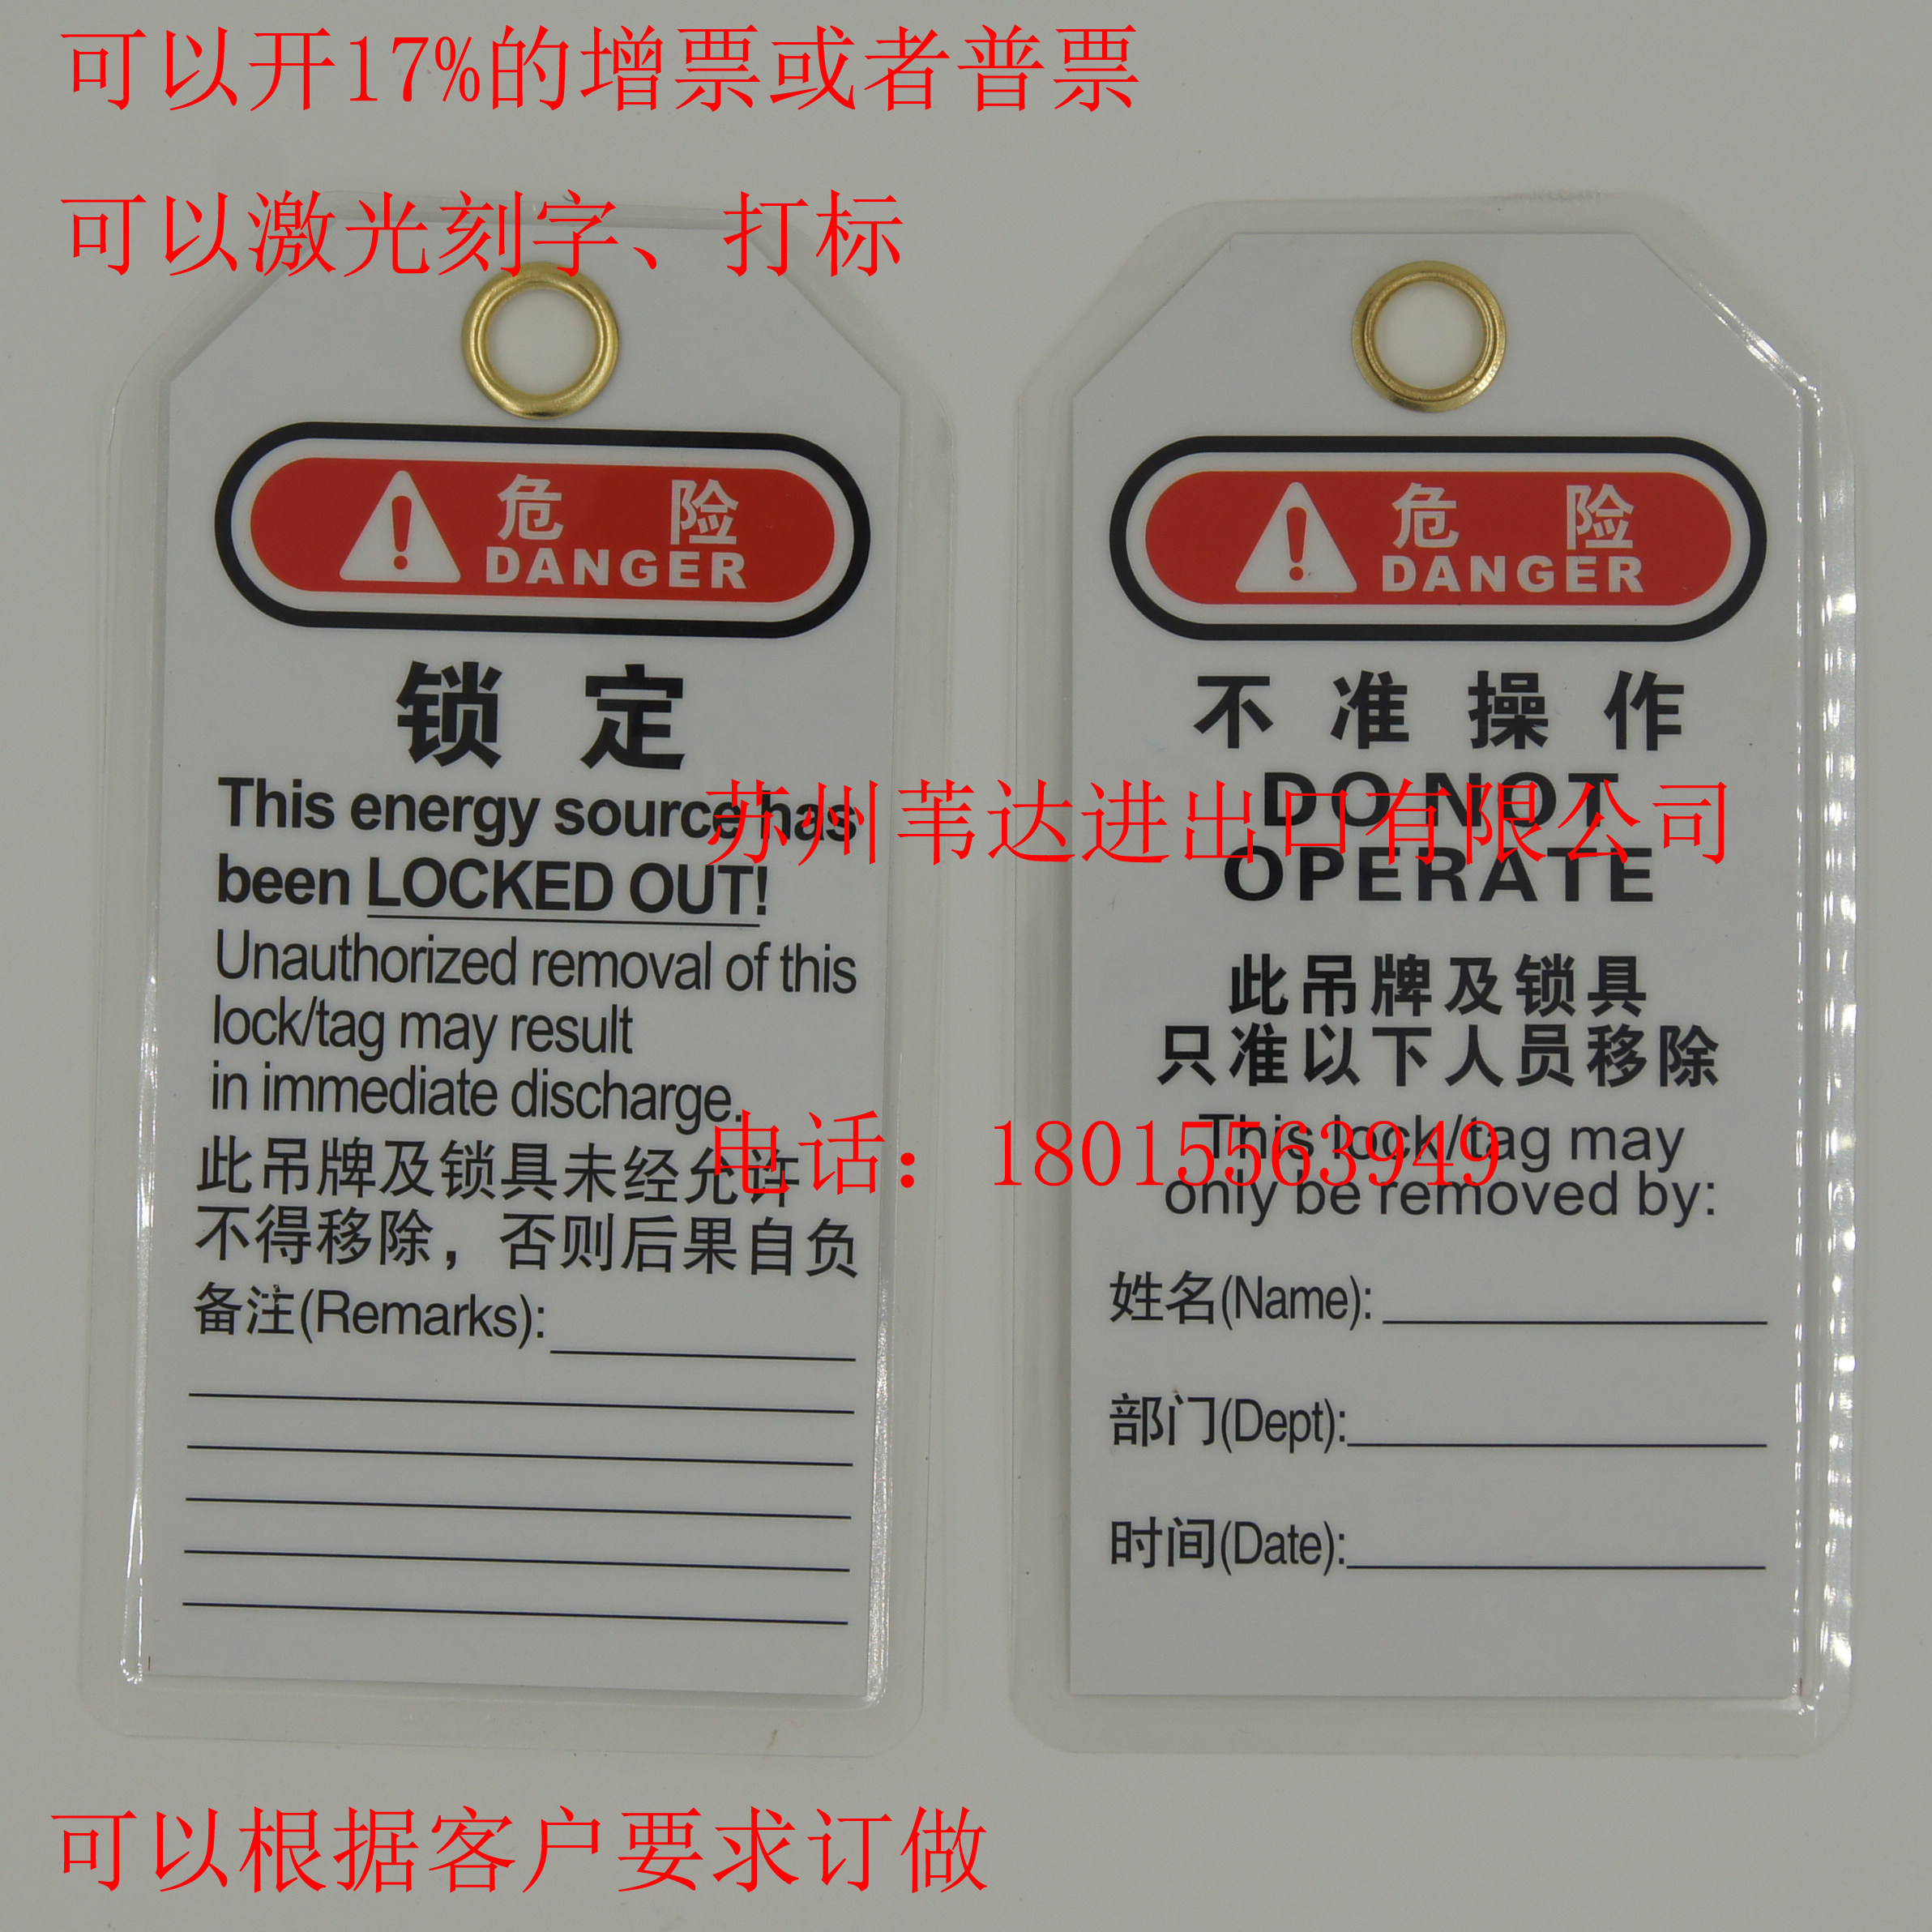 可以开17%的增票或者普票
可以激光刻字、打标
危 险
DANGER
锁 定
This energy source has
been LOCKED OUT!
Unauthorized removal of this
lock/tag may result
in immediate discharge.
此吊牌及锁具未经允许
不得移除，否则后果自负
备注(Remarks):
危 险
DANGER
不 准 操 作
DO NOT
OPERATE
此吊牌及锁具
只准以下人员移除
This lock/tag may
only be removed by:
姓名(Name):
部门(Dept):
时间(Date):
苏州苇达进出口有限公司
电话：18015563949
可以根据客户要求订做